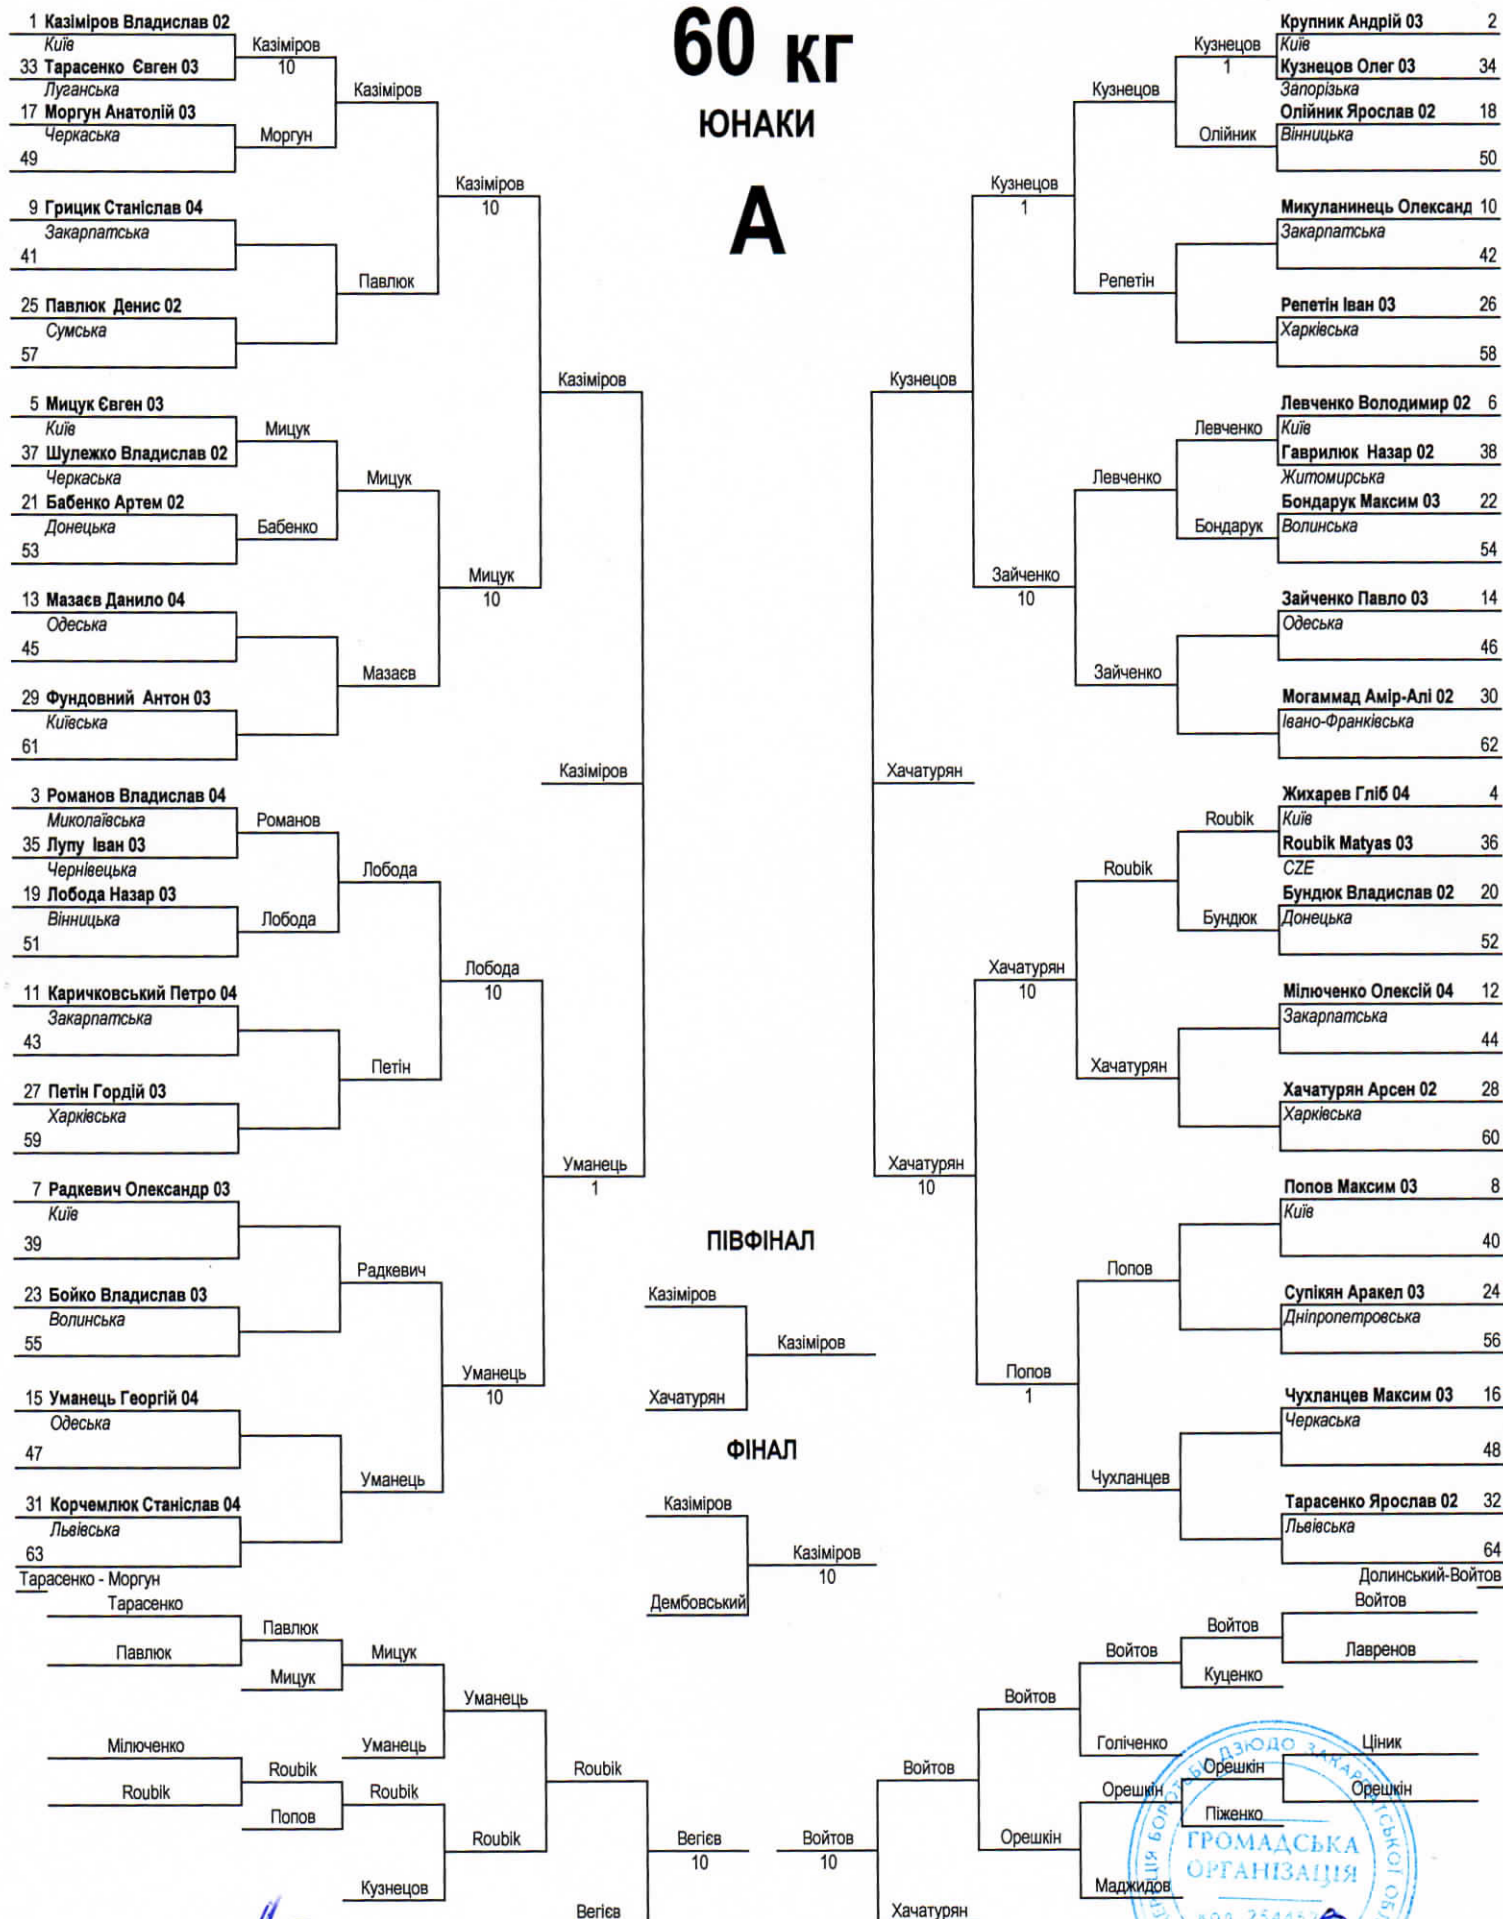 60 кг
ЮНАКИ
А
1 Казіміров Владислав 02
Київ
33 Тарасенко Євген 03
Луганська
17 Моргун Анатолій 03
Черкаська
49
9 Грицик Станіслав 04
Закарпатська
41
25 Павлюк Денис 02
Сумська
57
5 Мицук Євген 03
Київ
37 Шулежко Владислав 02
Черкаська
21 Бабенко Артем 02
Донецька
53
13 Мазаєв Данило 04
Одеська
45
29 Фундовний Антон 03
Київська
61
3 Романов Владислав 04
Миколаївська
35 Лупу Іван 03
Чернівецька
19 Лобода Назар 03
Вінницька
51
11 Каричковський Петро 04
Закарпатська
43
27 Петін Гордій 03
Харківська
59
7 Радкевич Олександр 03
Київ
39
23 Бойко Владислав 03
Волинська
55
15 Уманець Георгій 04
Одеська
47
31 Корчемлюк Станіслав 04
Львівська
63
Казіміров
10
Моргун
Мицук
Бабенко
Романов
Лобода
Казіміров
Павлюк
Мицук
Мазаєв
Лобода
Петін
Радкевич
Уманець
Казіміров
10
Мицук
10
Лобода
10
Уманець
10
Казіміров
Уманець
1
Казіміров
Крупник Андрій 03 2
Київ
Кузнецов Олег 03 34
Запорізька
Олійник Ярослав 02 18
Вінницька
50
Микуланинець Олександ 10
Закарпатська
42
Репетін Іван 03 26
Харківська
58
Левченко Володимир 02 6
Київ
Гаврилюк Назар 02 38
Житомирська
Бондарук Максим 03 22
Волинська
54
Зайченко Павло 03 14
Одеська
46
Могаммад Амір-Алі 02 30
Івано-Франківська
62
Жихарев Гліб 04 4
Київ
Roubik Matyas 03 36
CZE
Бундюк Владислав 02 20
Донецька
52
Мілюченко Олексій 04 12
Закарпатська
44
Хачатурян Арсен 02 28
Харківська
60
Попов Максим 03 8
Київ
40
Супікян Аракел 03 24
Дніпропетровська
56
Чухланцев Максим 03 16
Черкаська
48
Тарасенко Ярослав 02 32
Львівська
64
Кузнецов
1
Олійник
Левченко
Бондарук
Roubik
Бундюк
Кузнецов
Репетін
Левченко
Зайченко
Roubik
Хачатурян
Попов
Чухланцев
Кузнецов
1
Зайченко
10
Хачатурян
10
Попов
1
Кузнецов
Хачатурян
10
Хачатурян
ПІВФІНАЛ
Казіміров
Казіміров
Хачатурян
ФІНАЛ
Казіміров
Казіміров
10
Дембовський
Тарасенко - Моргун
Тарасенко
Павлюк
Павлюк
Мицук
Мицук
Уманець
Уманець
Мілюченко
Roubik
Roubik
Roubik
Roubik
Попов
Roubik
Кузнецов
Вегієв
10
Вегієв
Долинський-Войтов
Войтов
Войтов
Лавренов
Войтов
Куценко
Войтов
Голіченко
Ціник
Войтов
Орешкін
Орешкін
Орешкін
Піженко
Войтов
10
Орешкін
Маджидов
Хачатурян
БОРОТЬБИ ДЗЮДО ЗАКАРПАТСЬКОЇ
ГРОМАДСЬКА
ОРГАНІЗАЦІЯ